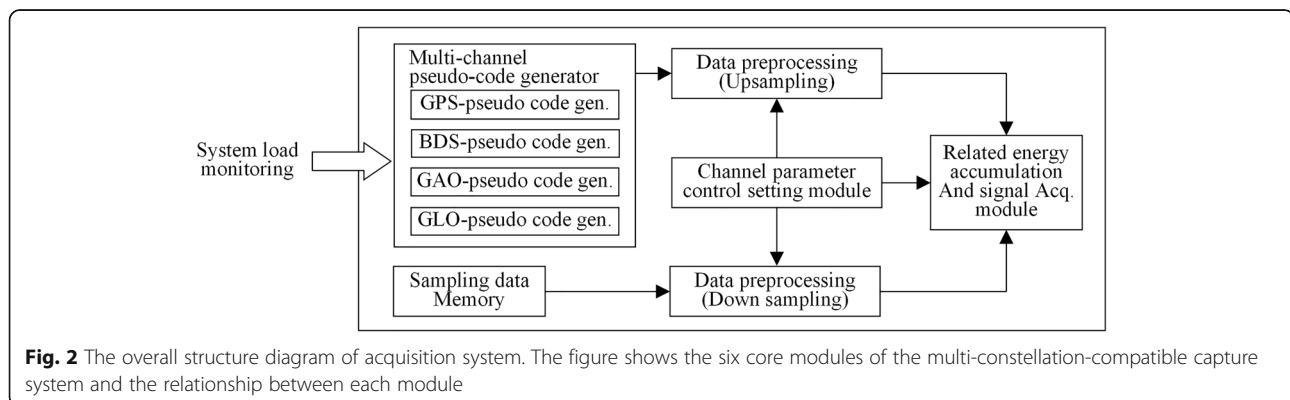 System load
monitoring
Multi-channel
pseudo-code generator
GPS-pseudo code gen.
BDS-pseudo code gen.
GAO-pseudo code gen.
GLO-pseudo code gen.
Sampling data
Memory
Data preprocessing
(Upsampling)
Channel parameter
control setting module
Data preprocessing
(Down sampling)
Related energy
accumulation
And signal Acq.
module
Fig. 2 The overall structure diagram of acquisition system. The figure shows the six core modules of the multi-constellation-compatible capture
system and the relationship between each module